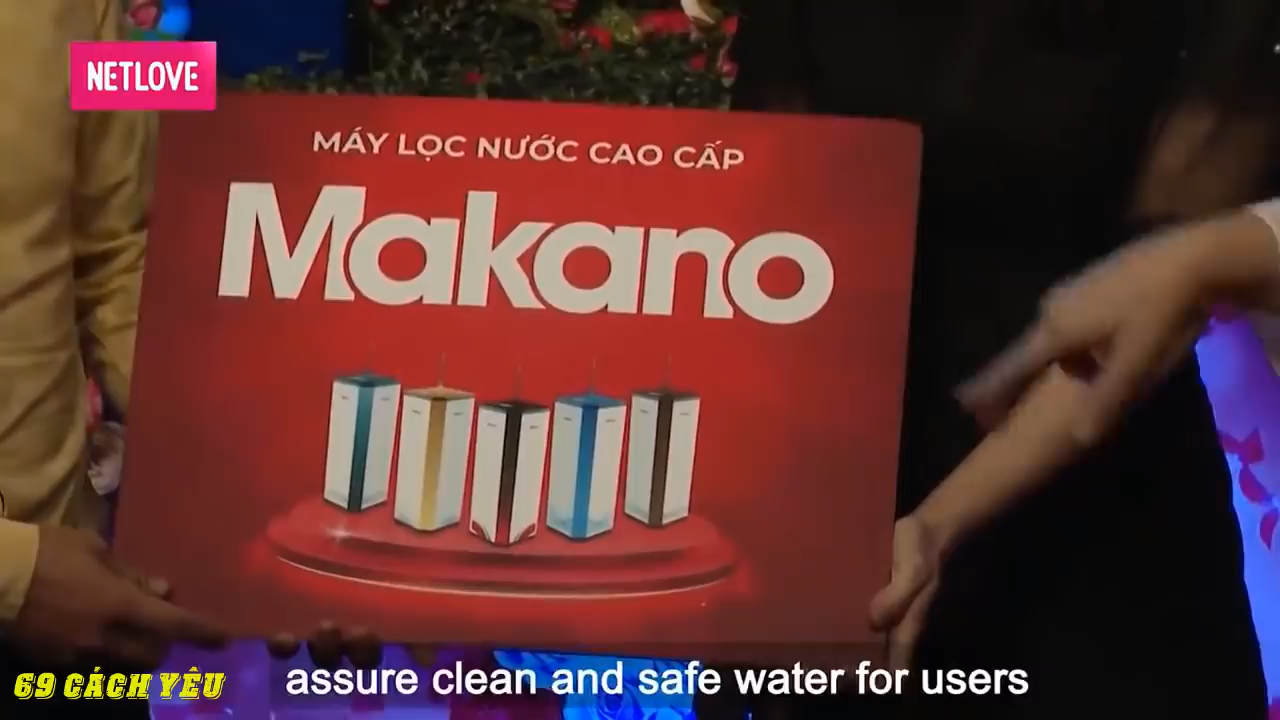 NETLOVE
MÁY LỌC NƯỚC CAO CẤP
Makano
69 CÁCH YÊU
assure clean and safe water for users